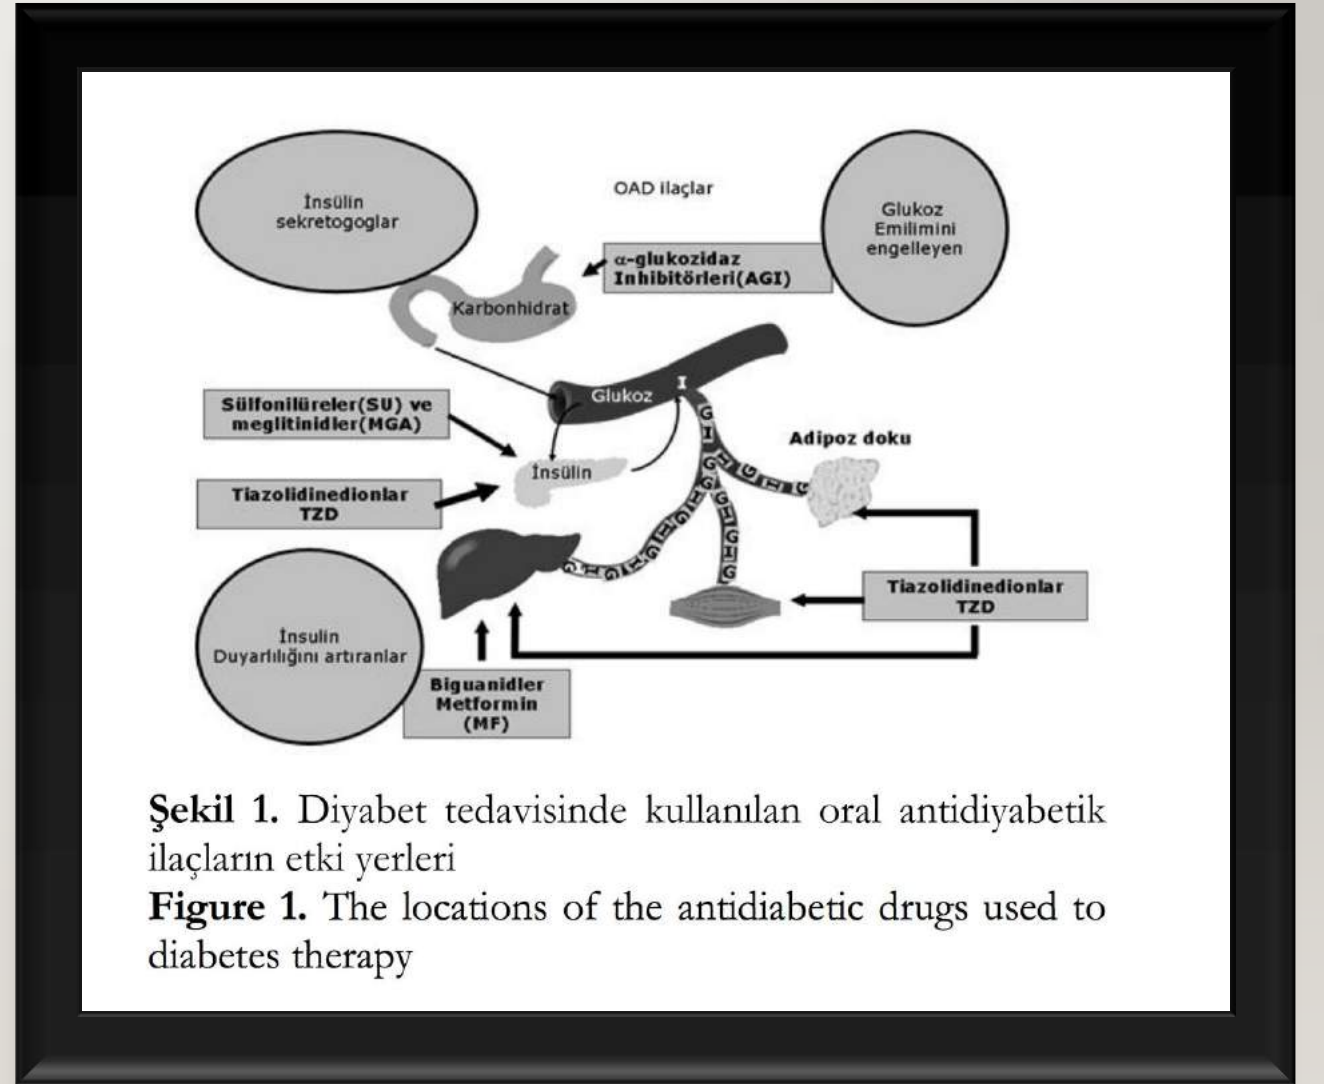 İnsülin
sekretogoglar
OAD ilaçlar
Glukoz
Emilimini
engelleyen
α-glukozidaz
Inhibitörleri(AGI)
Karbonhidrat
Glukoz
I
Sülfonilüreler(SU) ve
meglitinidler(MGA)
İnsülin
Adipoz doku
Tiazolidinedionlar
TZD
Tiazolidinedionlar
TZD
İnsulin
Duyarlılığını artıranlar
Biguanidler
Metformin
(MF)
Şekil 1. Diyabet tedavisinde kullanılan oral antidiyabetik
ilaçların etki yerleri
Figure 1. The locations of the antidiabetic drugs used to
diabetes therapy